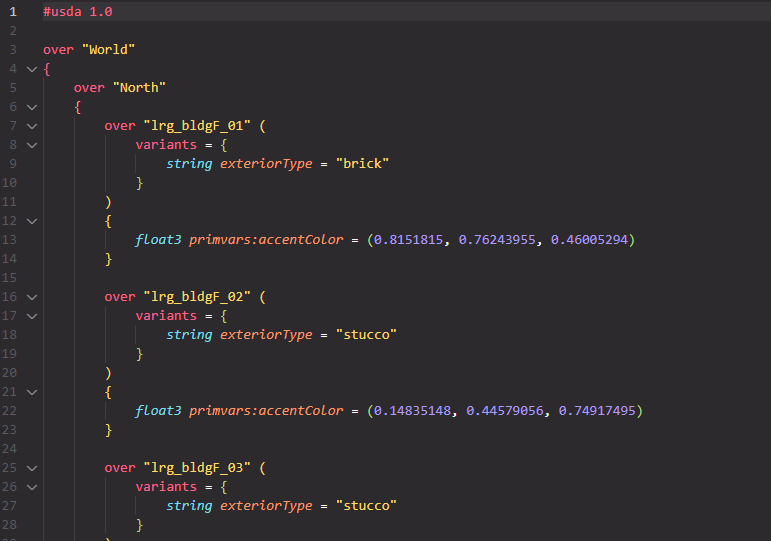 1 #usda 1.0
2
3 over "World"
4 {
5 over "North"
6 {
7 over "lrg_bldgF_01" (
8 variants = {
9 string exteriorType = "brick"
10 }
11 )
12 {
13 float3 primvars:accentColor = (0.8151815, 0.76243955, 0.46005294)
14 }
15
16 over "lrg_bldgF_02" (
17 variants = {
18 string exteriorType = "stucco"
19 }
20 )
21 {
22 float3 primvars:accentColor = (0.14835148, 0.44579056, 0.74917495)
23 }
24
25 over "lrg_bldgF_03" (
26 variants = {
27 string exteriorType = "stucco"
28 }